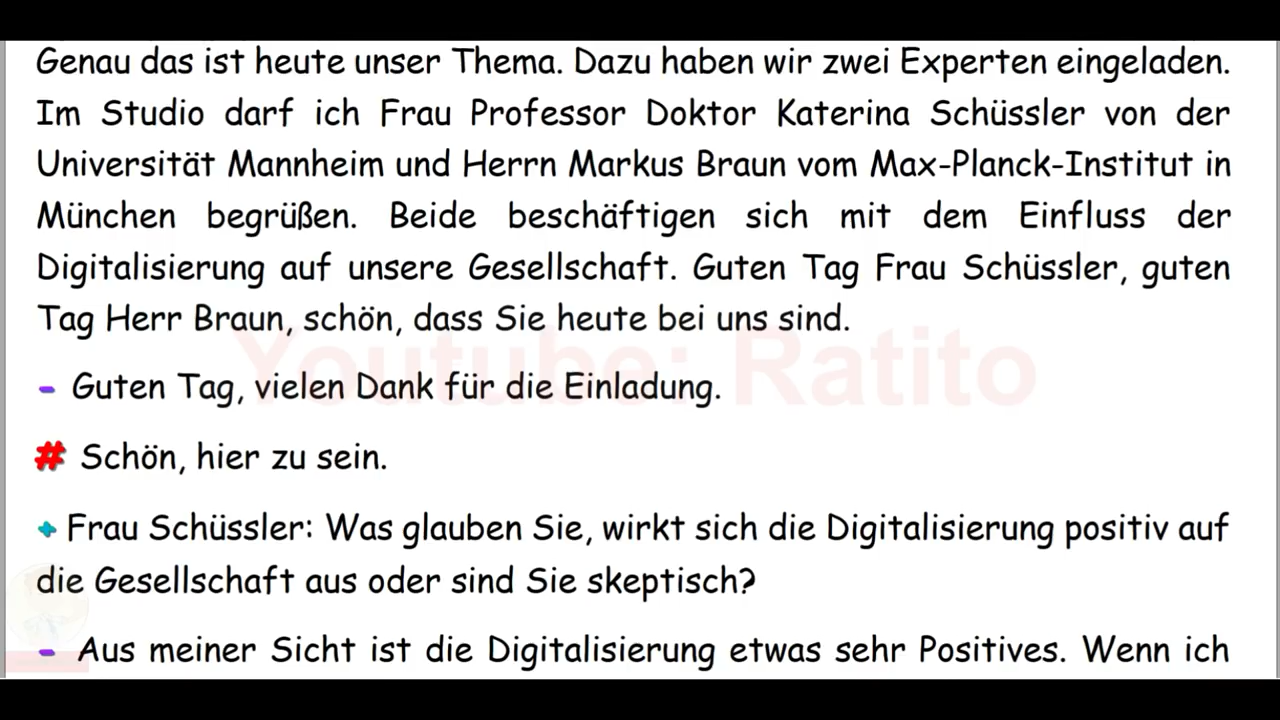 Genau das ist heute unser Thema. Dazu haben wir zwei Experten eingeladen.
Im Studio darf ich Frau Professor Doktor Katerina Schüssler von der
Universität Mannheim und Herrn Markus Braun vom Max-Planck-Institut in
München begrüßen. Beide beschäftigen sich mit dem Einfluss der
Digitalisierung auf unsere Gesellschaft. Guten Tag Frau Schüssler, guten
Tag Herr Braun, schön, dass Sie heute bei uns sind.
Youtube: Ratito
- Guten Tag, vielen Dank für die Einladung.
# Schön, hier zu sein.
+ Frau Schüssler: Was glauben Sie, wirkt sich die Digitalisierung positiv auf
die Gesellschaft aus oder sind Sie skeptisch?
- Aus meiner Sicht ist die Digitalisierung etwas sehr Positives. Wenn ich